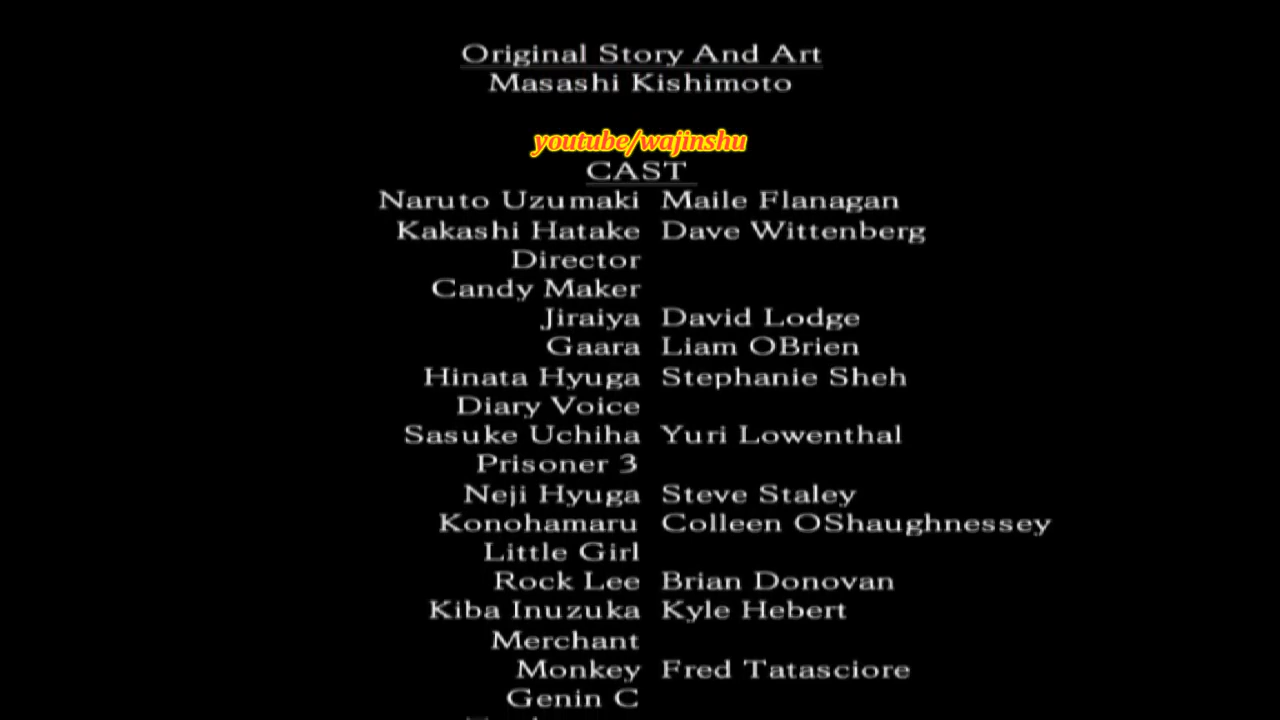 Original Story And Art
Masashi Kishimoto
youtube/wajinshu
CAST
Naruto Uzumaki Maile Flanagan
Kakashi Hatake Dave Wittenberg
Director
Candy Maker
Jiraiya David Lodge
Gaara Liam OBrien
Hinata Hyuga Stephanie Sheh
Diary Voice
Sasuke Uchiha Yuri Lowenthal
Prisoner 3
Neji Hyuga Steve Staley
Konohamaru Colleen OShaughnessey
Little Girl
Rock Lee Brian Donovan
Kiba Inuzuka Kyle Hebert
Merchant
Monkey Fred Tatasciore
Genin C